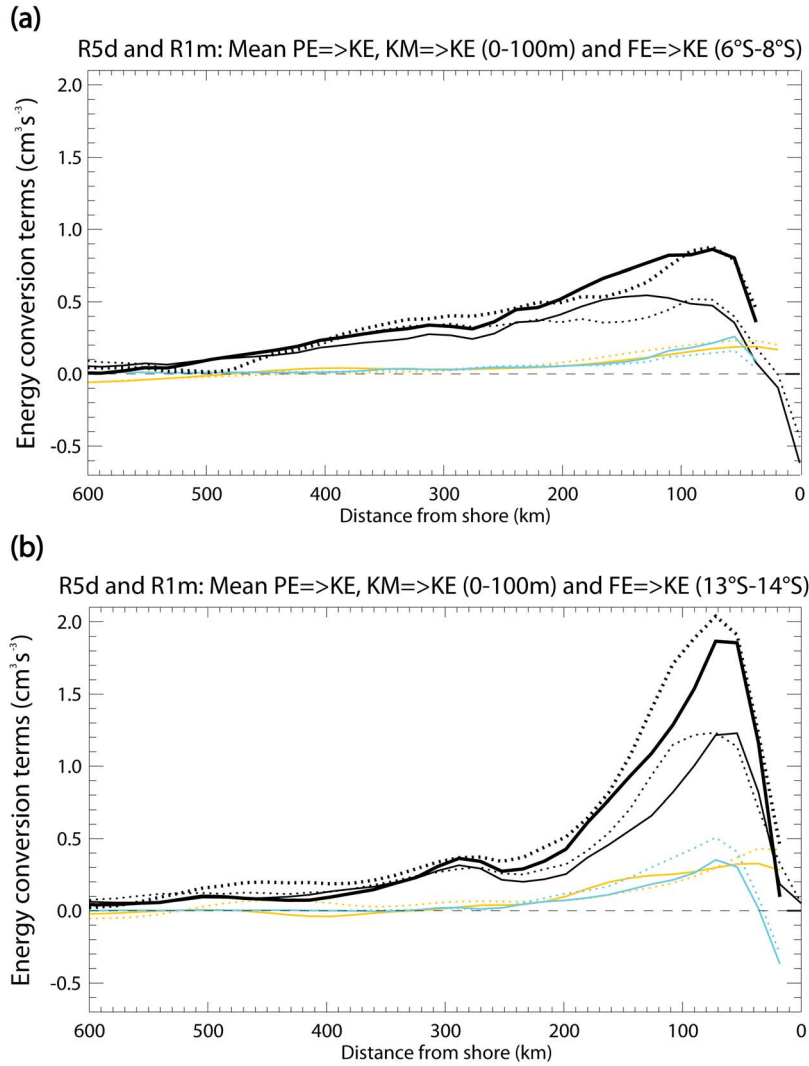 (a)
R5d and R1m: Mean PE=>KE, KM=>KE (0-100m) and FE=>KE (6°S-8°S)
Energy conversion terms (cm³s⁻³)
2.0
1.5
1.0
0.5
0.0
-0.5
600 500 400 300 200 100 0
Distance from shore (km)
(b)
R5d and R1m: Mean PE=>KE, KM=>KE (0-100m) and FE=>KE (13°S-14°S)
Energy conversion terms (cm³s⁻³)
2.0
1.5
1.0
0.5
0.0
-0.5
600 500 400 300 200 100 0
Distance from shore (km)